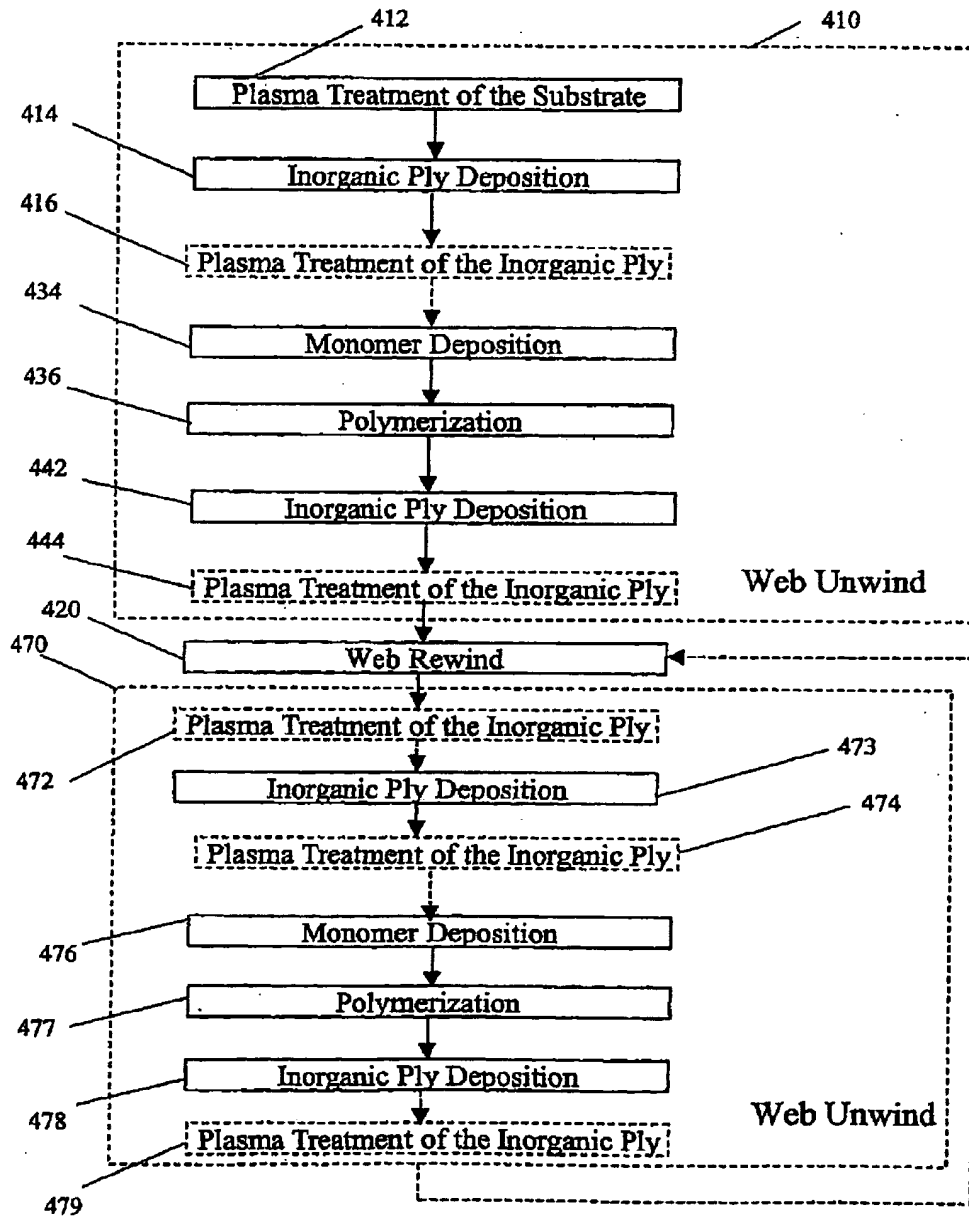 412
410
Plasma Treatment of the Substrate
414
Inorganic Ply Deposition
416
Plasma Treatment of the Inorganic Ply
434
Monomer Deposition
436
Polymerization
442
Inorganic Ply Deposition
444
Plasma Treatment of the Inorganic Ply
Web Unwind
420
Web Rewind
470
Plasma Treatment of the Inorganic Ply
472
473
Inorganic Ply Deposition
474
Plasma Treatment of the Inorganic Ply
Monomer Deposition
476
Polymerization
477
Inorganic Ply Deposition
478
Web Unwind
Plasma Treatment of the Inorganic Ply
479